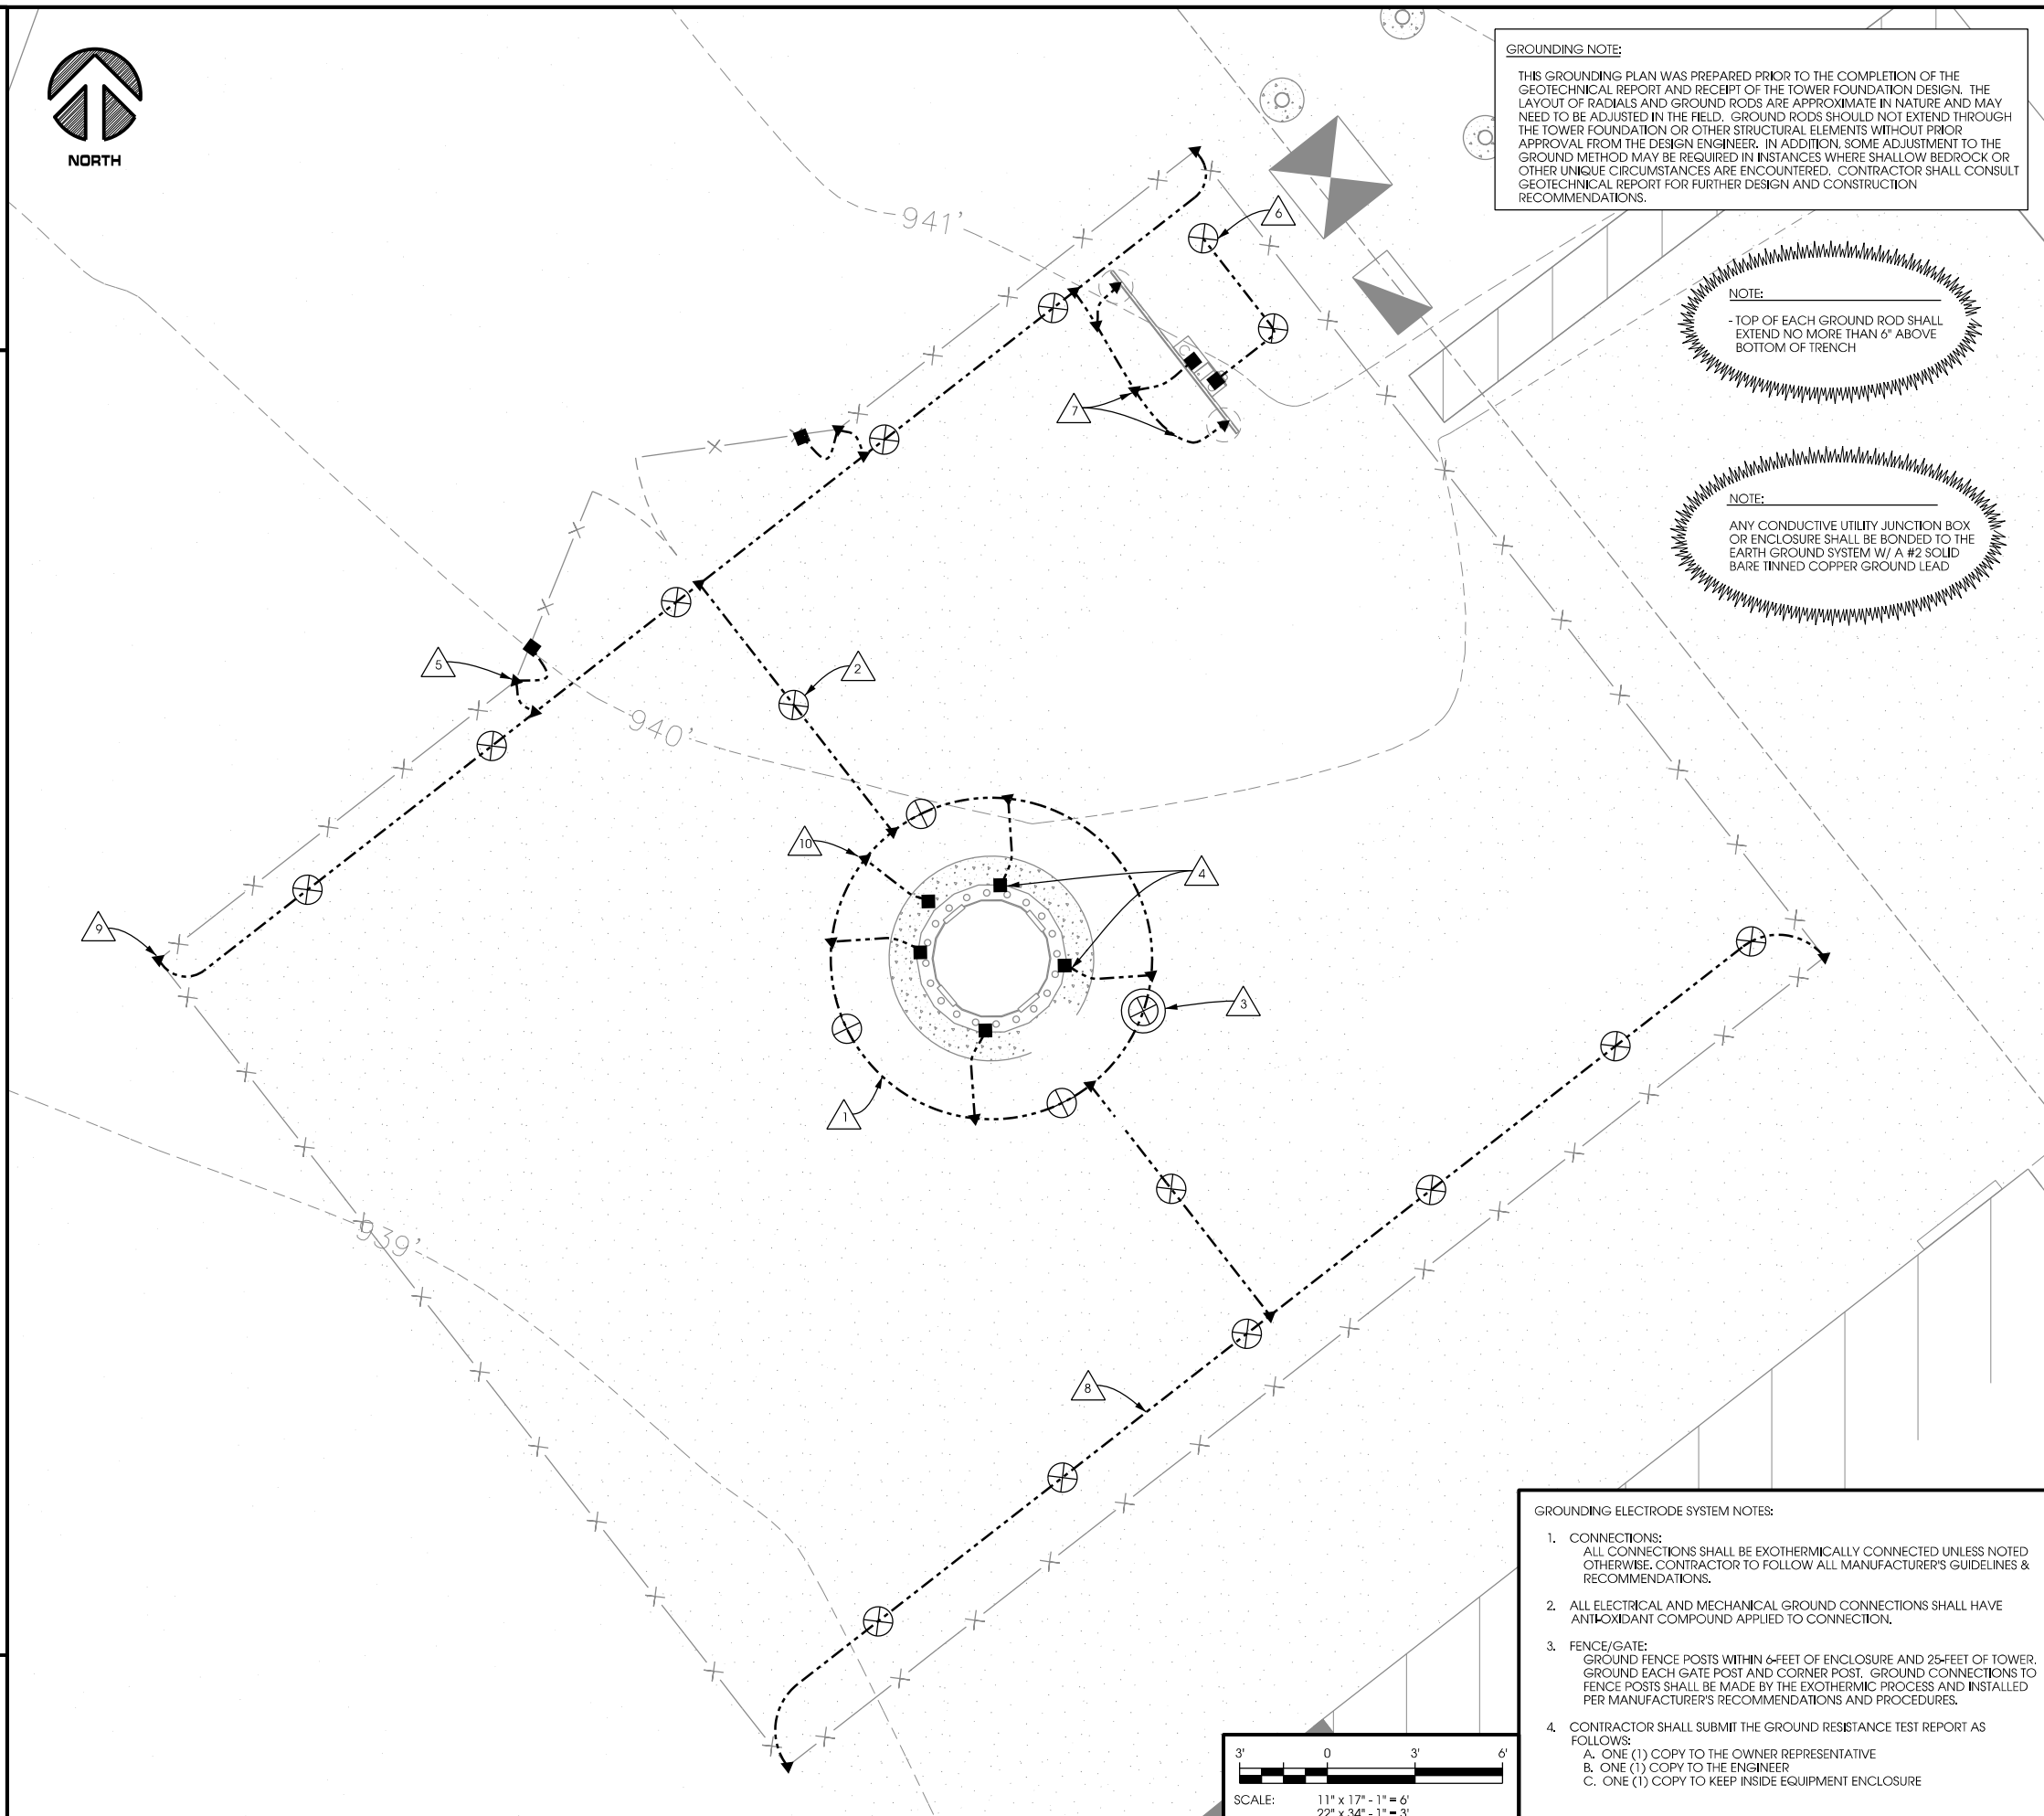 NORTH
GROUNDING NOTE:
THIS GROUNDING PLAN WAS PREPARED PRIOR TO THE COMPLETION OF THE
GEOTECHNICAL REPORT AND RECEIPT OF THE TOWER FOUNDATION DESIGN. THE
LAYOUT OF RADIALS AND GROUND RODS ARE APPROXIMATE IN NATURE AND MAY
NEED TO BE ADJUSTED IN THE FIELD. GROUND RODS SHOULD NOT EXTEND THROUGH
THE TOWER FOUNDATION OR OTHER STRUCTURAL ELEMENTS WITHOUT PRIOR
APPROVAL FROM THE DESIGN ENGINEER. IN ADDITION, SOME ADJUSTMENT TO THE
GROUND METHOD MAY BE REQUIRED IN INSTANCES WHERE SHALLOW BEDROCK OR
OTHER UNIQUE CIRCUMSTANCES ARE ENCOUNTERED. CONTRACTOR SHALL CONSULT
GEOTECHNICAL REPORT FOR FURTHER DESIGN AND CONSTRUCTION
RECOMMENDATIONS.
941'
6
NOTE:
- TOP OF EACH GROUND ROD SHALL
EXTEND NO MORE THAN 6" ABOVE
BOTTOM OF TRENCH
7
NOTE:
ANY CONDUCTIVE UTILITY JUNCTION BOX
OR ENCLOSURE SHALL BE BONDED TO THE
EARTH GROUND SYSTEM W/ A #2 SOLID
BARE TINNED COPPER GROUND LEAD
5
2
940'
10
4
9
3
1
939'
8
GROUNDING ELECTRODE SYSTEM NOTES:
1. CONNECTIONS:
ALL CONNECTIONS SHALL BE EXOTHERMICALLY CONNECTED UNLESS NOTED
OTHERWISE. CONTRACTOR TO FOLLOW ALL MANUFACTURER'S GUIDELINES &
RECOMMENDATIONS.
2. ALL ELECTRICAL AND MECHANICAL GROUND CONNECTIONS SHALL HAVE
ANTI-OXIDANT COMPOUND APPLIED TO CONNECTION.
3. FENCE/GATE:
GROUND FENCE POSTS WITHIN 6-FEET OF ENCLOSURE AND 25-FEET OF TOWER.
GROUND EACH GATE POST AND CORNER POST. GROUND CONNECTIONS TO
FENCE POSTS SHALL BE MADE BY THE EXOTHERMIC PROCESS AND INSTALLED
PER MANUFACTURER'S RECOMMENDATIONS AND PROCEDURES.
4. CONTRACTOR SHALL SUBMIT THE GROUND RESISTANCE TEST REPORT AS
FOLLOWS:
A. ONE (1) COPY TO THE OWNER REPRESENTATIVE
B. ONE (1) COPY TO THE ENGINEER
C. ONE (1) COPY TO KEEP INSIDE EQUIPMENT ENCLOSURE
3' 0 3' 6'
SCALE: 11" x 17" - 1" = 6'
22" x 34" - 1" = 3'